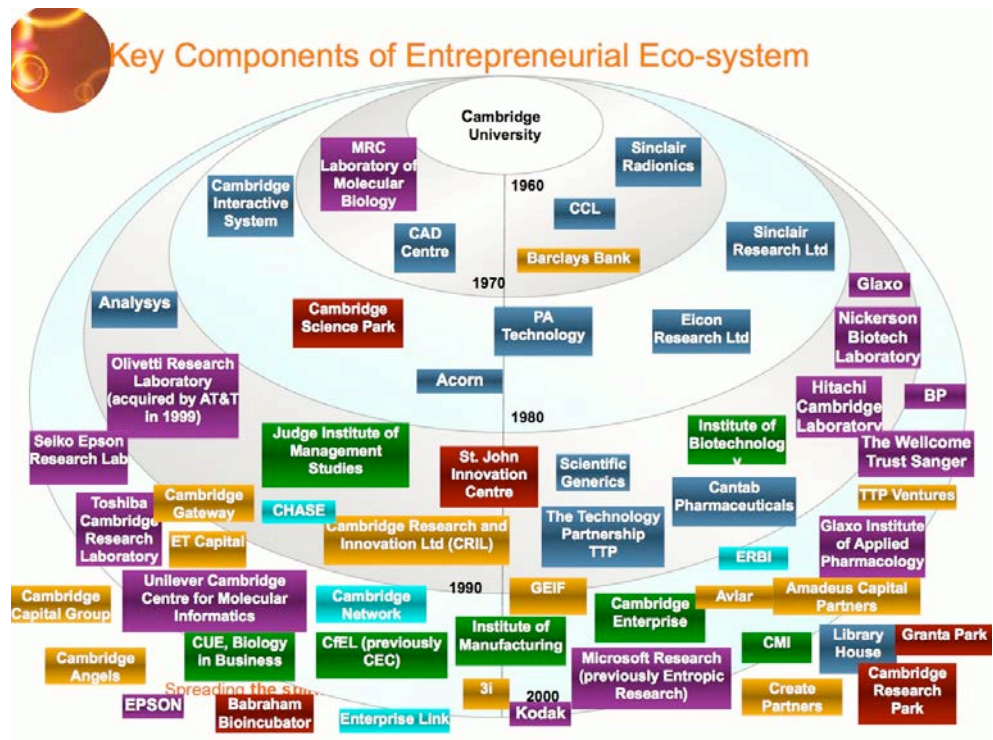 Key Components of Entrepreneurial Eco-system
Cambridge
University
MRC
Laboratory of
Molecular
Biology
Sinclair
Radionics
1960
Cambridge
Interactive
System
CCL
CAD
Centre
Sinclair
Research Ltd
Barclays Bank
1970
Glaxo
Analysys
Cambridge
Science Park
PA
Technology
Eicon
Research Ltd
Nickerson
Biotech
Laboratory
Olivetti Research
Laboratory
(acquired by AT&T
in 1999)
Acorn
Hitachi
Cambridge
Laboratory
BP
1980
Seiko Epson
Research Lab
Judge Institute of
Management
Studies
St. John
Innovation
Centre
Scientific
Generics
Institute of
Biotechnolog
y
The Wellcome
Trust Sanger
Toshiba
Cambridge
Research
Laboratory
Cambridge
Gateway
CHASE
Cantab
Pharmaceuticals
TTP Ventures
ET Capital
Cambridge Research and
Innovation Ltd (CRIL)
The Technology
Partnership
TTP
ERBI
Glaxo Institute
of Applied
Pharmacology
1990
Cambridge
Capital Group
Unilever Cambridge
Centre for Molecular
Informatics
Cambridge
Network
GEIF
Cambridge
Enterprise
Avlar
Amadeus Capital
Partners
CUE, Biology
in Business
CfEL (previously
CEC)
Institute of
Manufacturing
CMI
Library
House
Granta Park
Cambridge
Angels
Microsoft Research
(previously Entropic
Research)
Cambridge
Research
Park
Spreading the
3i
2000
Create
Partners
EPSON
Babraham
Bioincubator
Enterprise Link
Kodak